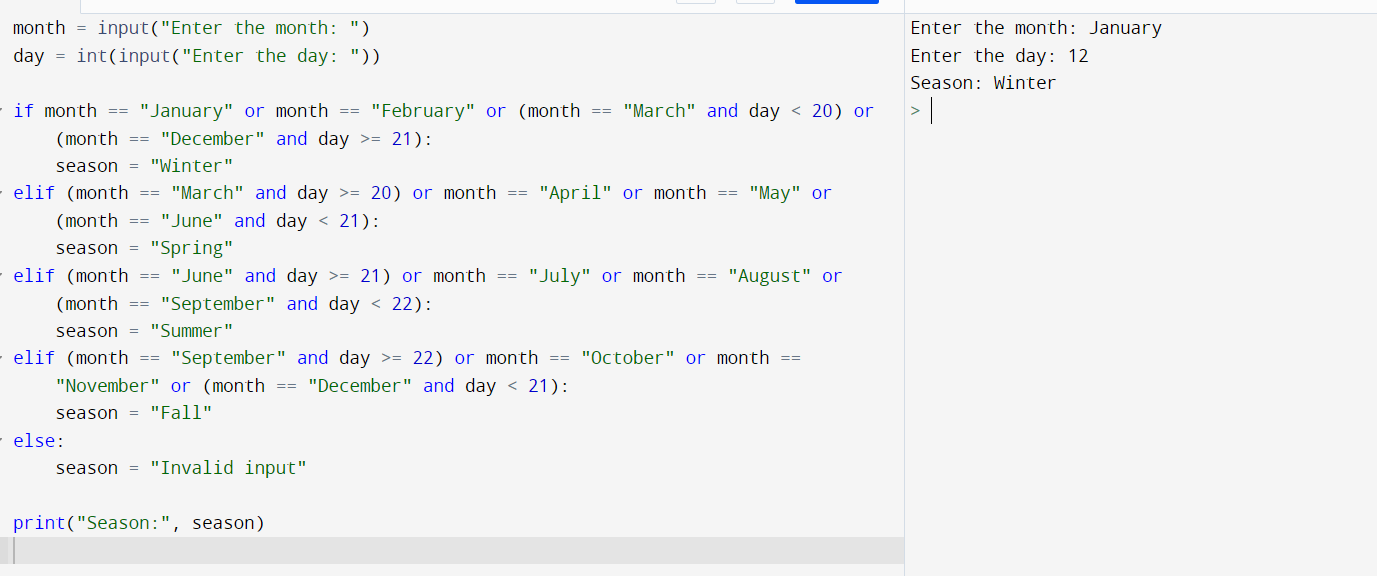 month = input("Enter the month: ")
day = int(input("Enter the day: "))
if month == "January" or month == "February" or (month == "March" and day < 20) or
(month == "December" and day >= 21):
season = "Winter"
elif (month == "March" and day >= 20) or month == "April" or month == "May" or
(month == "June" and day < 21):
season = "Spring"
elif (month == "June" and day >= 21) or month == "July" or month == "August" or
(month == "September" and day < 22):
season = "Summer"
elif (month == "September" and day >= 22) or month == "October" or month ==
"November" or (month == "December" and day < 21):
season = "Fall"
else:
season = "Invalid input"
print("Season:", season)
Enter the month: January
Enter the day: 12
Season: Winter
>